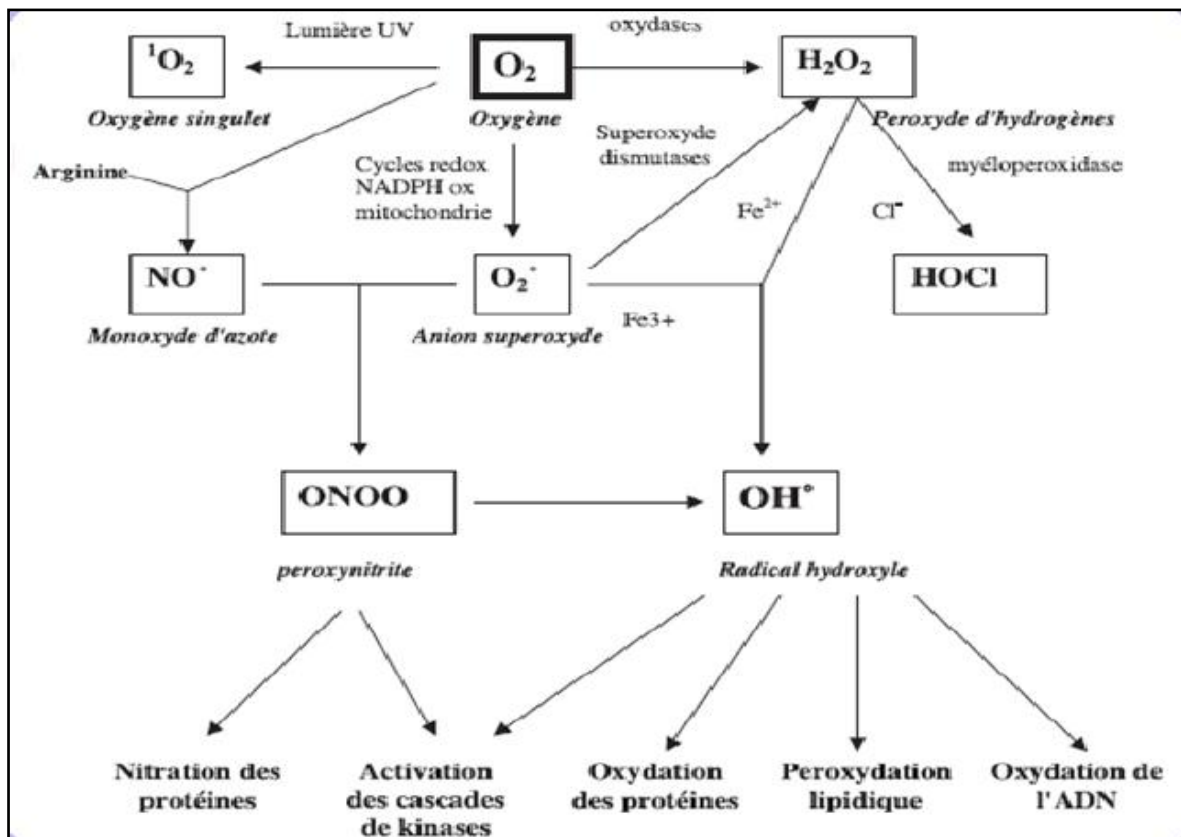 Lumière UV
oxydases
¹O₂
O₂
H₂O₂
Oxygène singulet
Oxygène
Peroxyde d'hydrogènes
Arginine
Cycles redox
NADPH ox
mitochondrie
Superoxyde
dismutases
myéloperoxidase
Fe²⁺
Cl⁻
NO˙
O₂˙
HOCl
Monoxyde d'azote
Anion superoxyde
Fe3+
ONOO
OH°
peroxynitrite
Radical hydroxyle
Nitration des
protéines
Activation
des cascades
de kinases
Oxydation
des protéines
Peroxydation
lipidique
Oxydation de
l'ADN